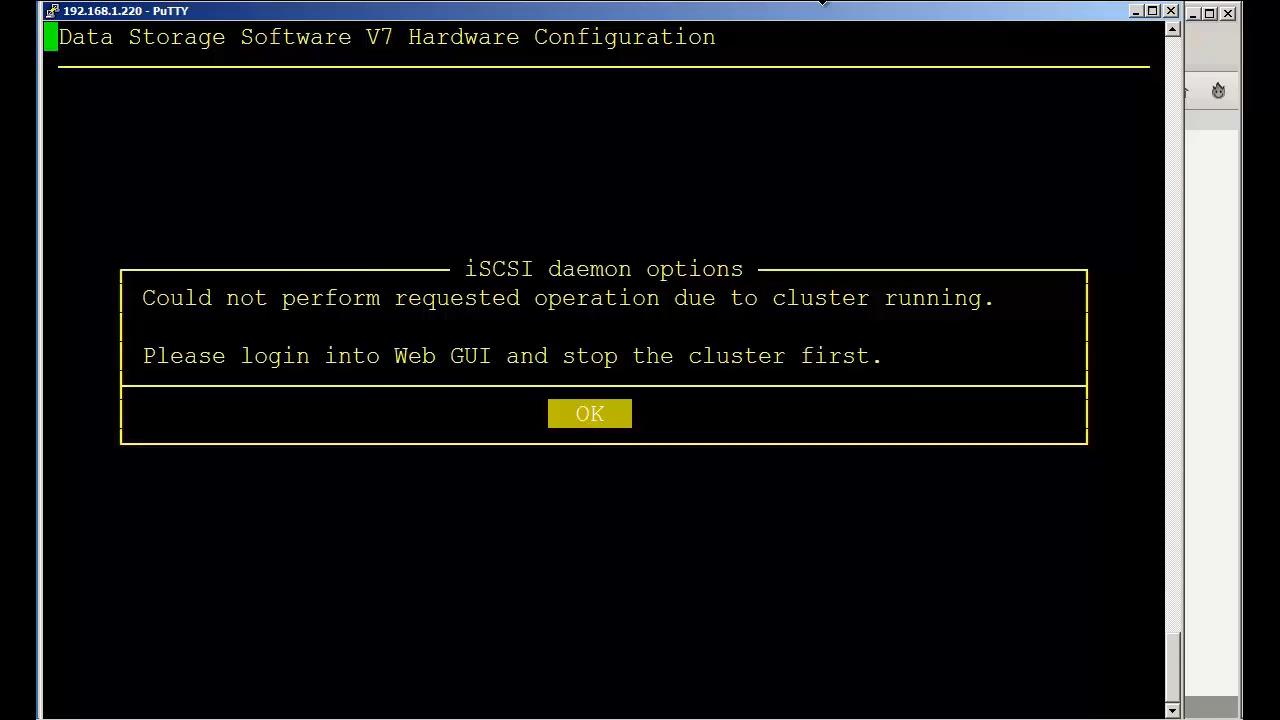 192.168.1.220 - PuTTY
Data Storage Software V7 Hardware Configuration
iSCSI daemon options
Could not perform requested operation due to cluster running.
Please login into Web GUI and stop the cluster first.
OK